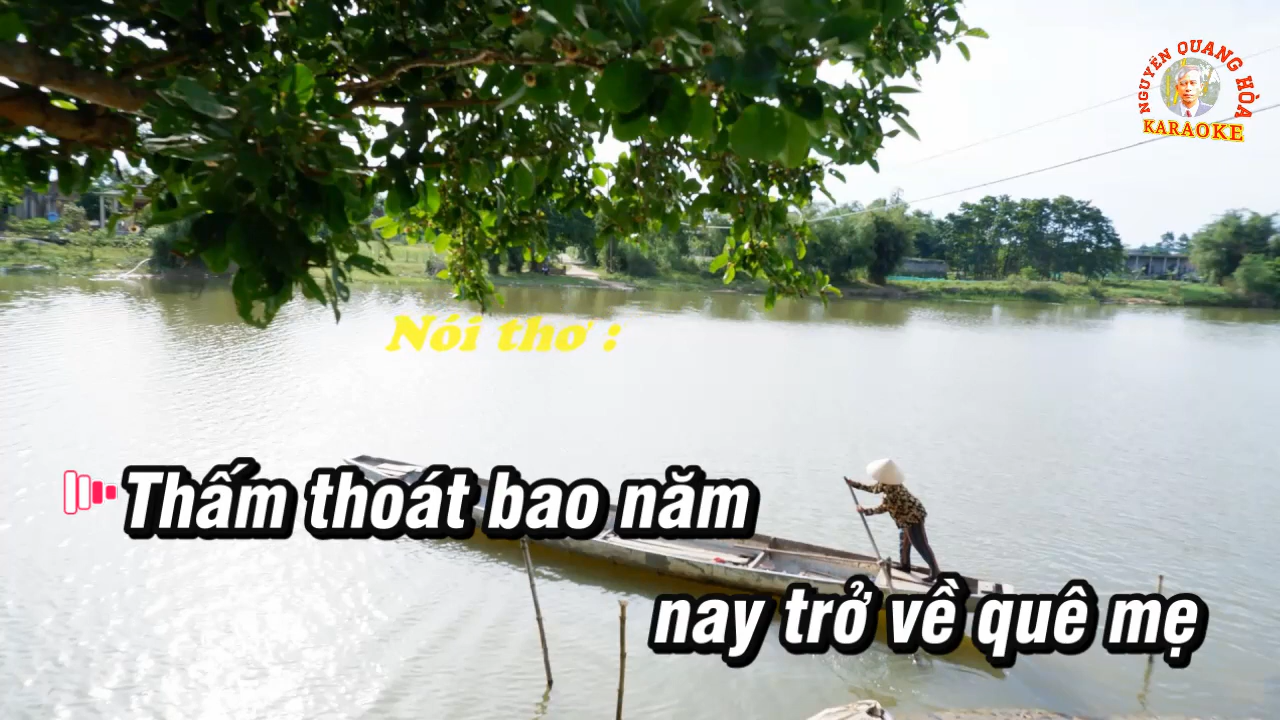 NGUYỄN QUANG HÒA
KARAOKE
Nói thơ :
Thấm thoát bao năm
nay trở về quê mẹ